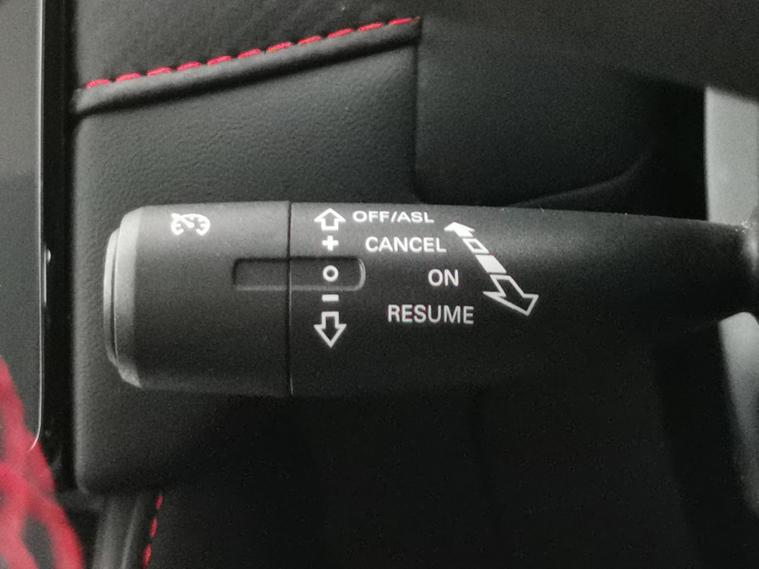 OFF/ASL
+ CANCEL
O ON
-
RESUME